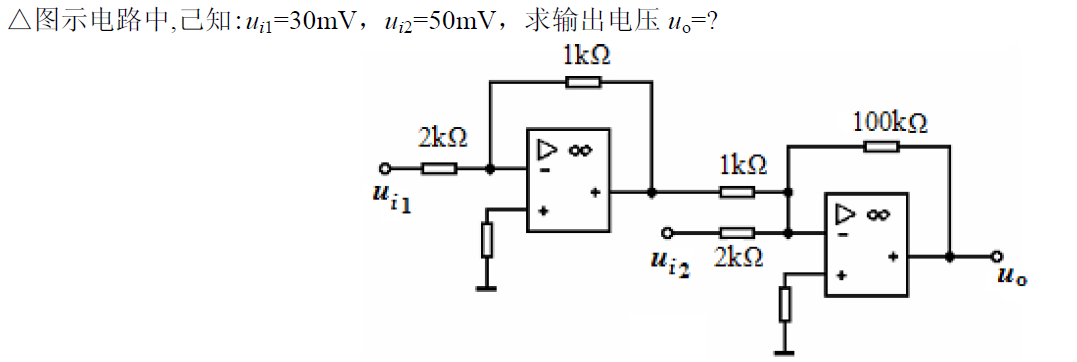 △图示电路中,己知:ui1=30mV，ui2=50mV，求输出电压 uo=?
1kΩ
100kΩ
2kΩ
▷ ∞
1kΩ
-
ui1
+
▷ ∞
+
-
ui2
2kΩ
+
uo
+